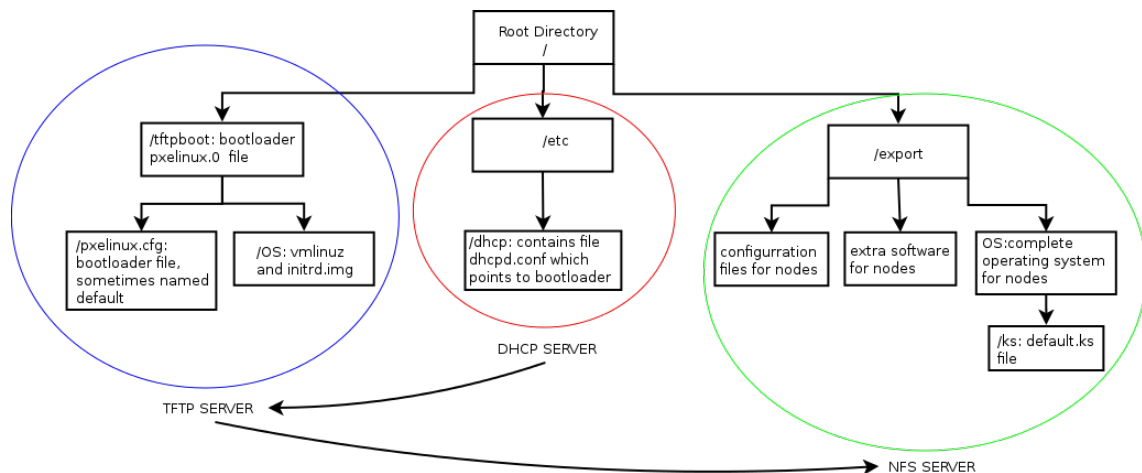 Root Directory
/
/tftpboot: bootloader
pxelinux.0 file
/etc
/export
/pxelinux.cfg:
bootloader file,
sometimes named
default
/OS: vmlinuz
and initrd.img
/dhcp: contains file
dhcpd.conf which
points to bootloader
configurration
files for nodes
extra software
for nodes
OS:complete
operating system
for nodes
/ks: default.ks
file
DHCP SERVER
TFTP SERVER
NFS SERVER